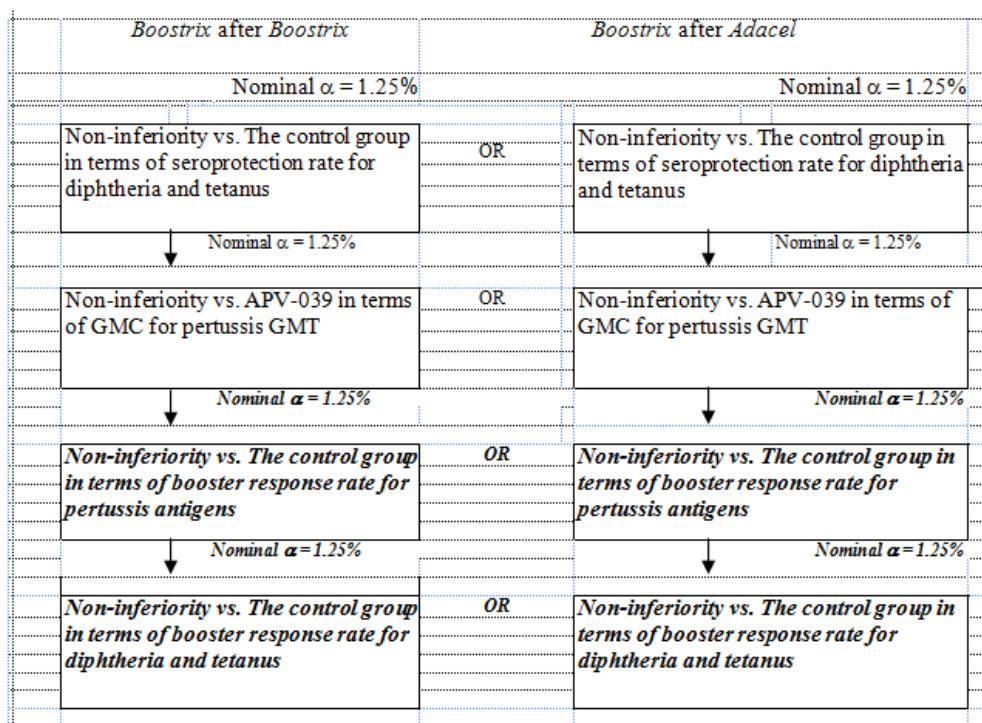 Boostrix after Boostrix
Boostrix after Adacel
Nominal α = 1.25%
Nominal α = 1.25%
Non-inferiority vs. The control group
in terms of seroprotection rate for
diphtheria and tetanus
OR
Non-inferiority vs. The control group in
terms of seroprotection rate for diphtheria
and tetanus
Nominal α = 1.25%
Nominal α = 1.25%
Non-inferiority vs. APV-039 in terms
of GMC for pertussis GMT
OR
Non-inferiority vs. APV-039 in terms of
GMC for pertussis GMT
Nominal α = 1.25%
Nominal α = 1.25%
Non-inferiority vs. The control group
in terms of booster response rate for
pertussis antigens
OR
Non-inferiority vs. The control group in
terms of booster response rate for
pertussis antigens
Nominal α = 1.25%
Nominal α = 1.25%
Non-inferiority vs. The control group
in terms of booster response rate for
diphtheria and tetanus
OR
Non-inferiority vs. The control group in
terms of booster response rate for
diphtheria and tetanus